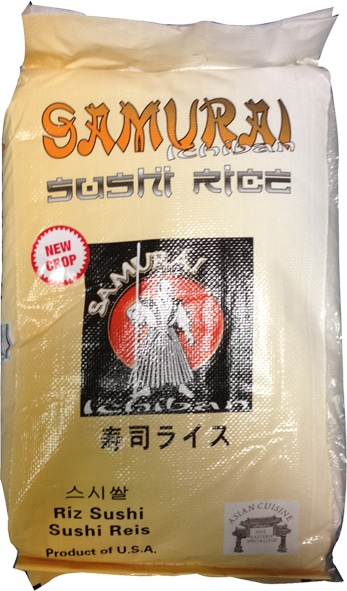 SAMURAI
Ichiban
SUSHI RICE
NEW
CROP
SAMURAI
Ichiban
寿司ライス
스시쌀
Riz Sushi
Sushi Reis
Product of U.S.A.
ASIAN CUISINE